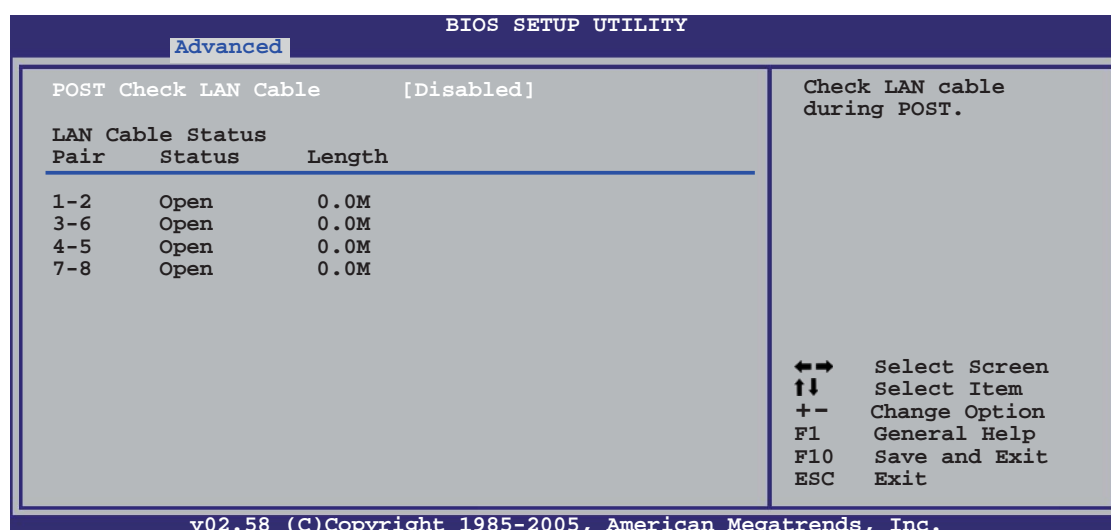 BIOS SETUP UTILITY
Advanced
POST Check LAN Cable [Disabled]
LAN Cable Status
Pair Status Length
1-2 Open 0.0M
3-6 Open 0.0M
4-5 Open 0.0M
7-8 Open 0.0M
Check LAN cable
during POST.
←→ Select Screen
↑↓ Select Item
+- Change Option
F1 General Help
F10 Save and Exit
ESC Exit
v02.58 (C)Copyright 1985-2005, American Megatrends, Inc.